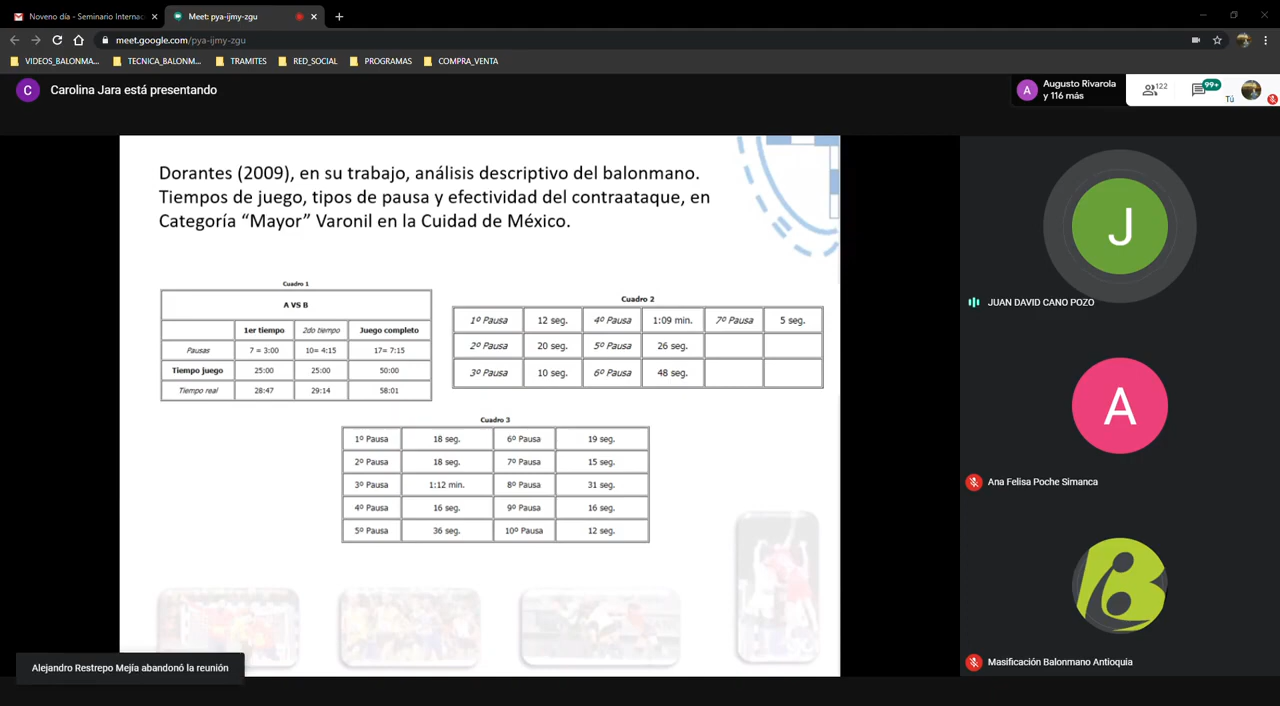 Noveno día - Seminario Internac
Meet: pya-ijmy-zgu
meet.google.com/pya-ijmy-zgu
VIDEOS_BALONMA...
TECNICA_BALONM...
TRAMITES
RED_SOCIAL
PROGRAMAS
COMPRA_VENTA
C
Carolina Jara está presentando
A
Augusto Rivarola
y 116 más
122
99+
Tú
Dorantes (2009), en su trabajo, análisis descriptivo del balonmano.
Tiempos de juego, tipos de pausa y efectividad del contraataque, en
Categoría “Mayor” Varonil en la Cuidad de México.
Cuadro 1
A VS B
1er tiempo 2do tiempo Juego completo
Pausas 7 = 3:00 10= 4:15 17= 7:15
Tiempo juego 25:00 25:00 50:00
Tiempo real 28:47 29:14 58:01
Cuadro 2
1º Pausa 12 seg. 4º Pausa 1:09 min. 7º Pausa 5 seg.
2º Pausa 20 seg. 5º Pausa 26 seg.
3º Pausa 10 seg. 6º Pausa 48 seg.
Cuadro 3
1º Pausa 18 seg. 6º Pausa 19 seg.
2º Pausa 18 seg. 7º Pausa 15 seg.
3º Pausa 1:12 min. 8º Pausa 31 seg.
4º Pausa 16 seg. 9º Pausa 16 seg.
5º Pausa 36 seg. 10º Pausa 12 seg.
J
JUAN DAVID CANO POZO
A
Ana Felisa Poche Simanca
Masificación Balonmano Antioquia
Alejandro Restrepo Mejía abandonó la reunión